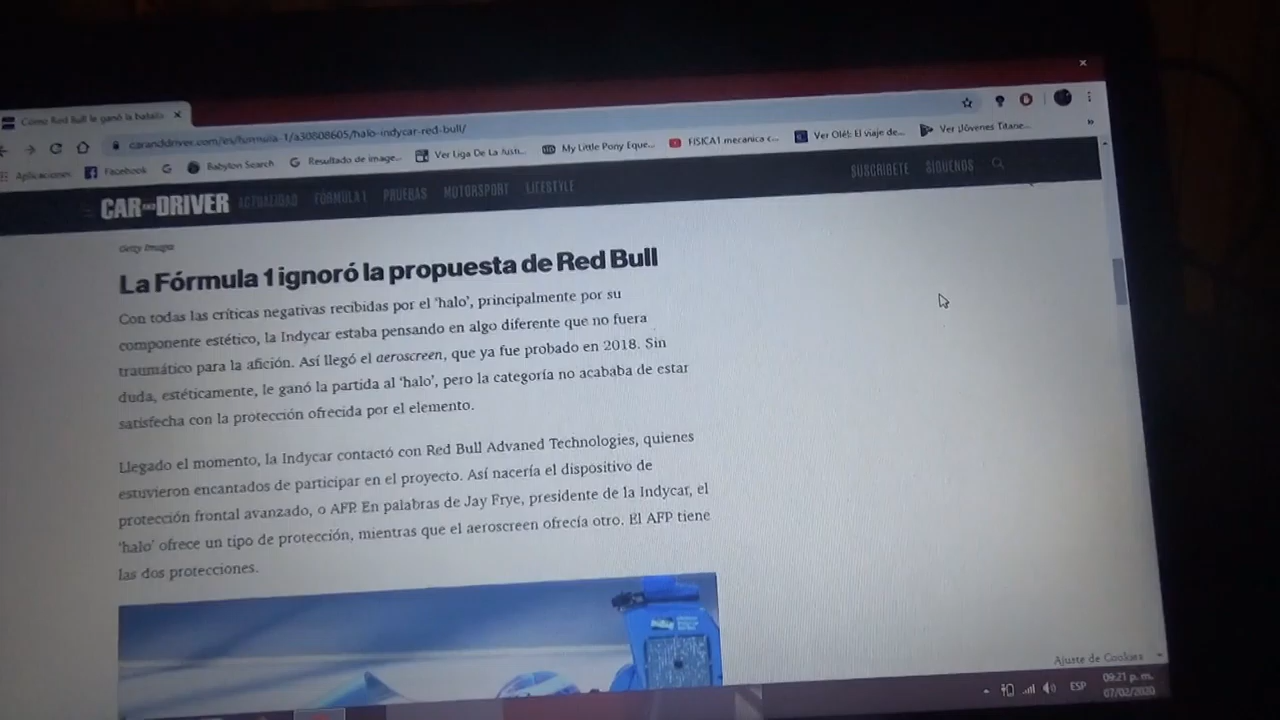 Cómo Red Bull le ganó la batalla
caranddriver.com/es/formula-1/a30808605/halo-indycar-red-bull/
Aplicaciones Facebook Babylon Search Resultado de image... Ver Liga De La Justi... My Little Pony Eque... FISICA1 mecanica c... Ver Olé!: El viaje de... Ver ¡Jóvenes Titane...
CAR AND DRIVER ACTUALIDAD FÓRMULA 1 PRUEBAS MOTORSPORT LIFESTYLE SUSCRIBETE SÍGUENOS
Getty Images
La Fórmula 1 ignoró la propuesta de Red Bull
Con todas las críticas negativas recibidas por el 'halo', principalmente por su
componente estético, la Indycar estaba pensando en algo diferente que no fuera
traumático para la afición. Así llegó el aeroscreen, que ya fue probado en 2018. Sin
duda, estéticamente, le ganó la partida al 'halo', pero la categoría no acababa de estar
satisfecha con la protección ofrecida por el elemento.
Llegado el momento, la Indycar contactó con Red Bull Advaned Technologies, quienes
estuvieron encantados de participar en el proyecto. Así nacería el dispositivo de
protección frontal avanzado, o AFP. En palabras de Jay Frye, presidente de la Indycar, el
'halo' ofrece un tipo de protección, mientras que el aeroscreen ofrecía otro. El AFP tiene
las dos protecciones.
Ajuste de Cookies
ESP
09:21 p. m.
07/02/2020